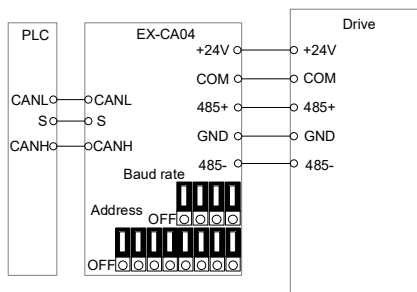 PLC
EX-CA04
Drive
+24V
+24V
COM
COM
CANL
CANL
485+
485+
S
S
GND
GND
CANH
CANH
485-
485-
Baud rate
Address
OFF
OFF